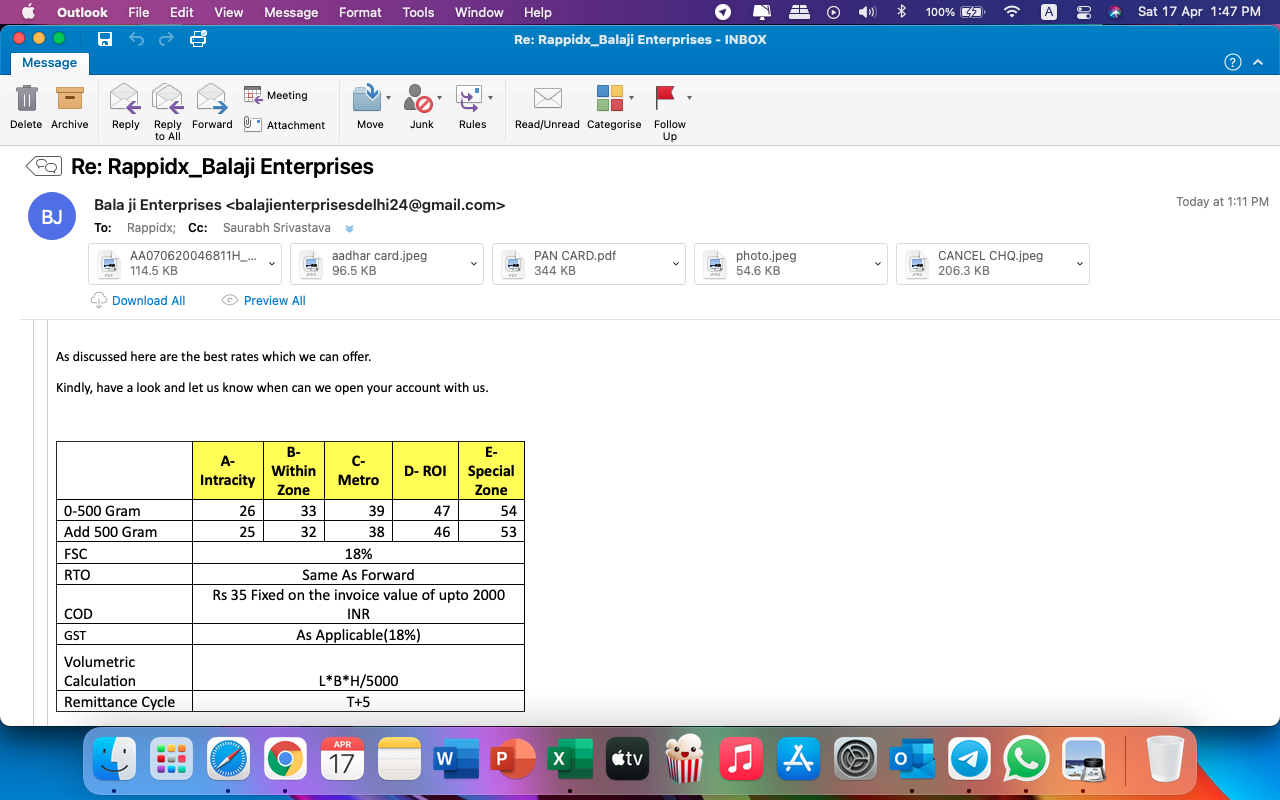 Outlook File Edit View Message Format Tools Window Help 100% A Sat 17 Apr 1:47 PM
Re: Rappidx_Balaji Enterprises - INBOX
Message ?
Meeting
Attachment
Delete Archive Reply Reply to All Forward Move Junk Rules Read/Unread Categorise Follow Up
Re: Rappidx_Balaji Enterprises
BJ
Bala ji Enterprises <balajienterprisesdelhi24@gmail.com> Today at 1:11 PM
To: Rappidx; Cc: Saurabh Srivastava
AA070620046811H_... aadhar card.jpeg PAN CARD.pdf photo.jpeg CANCEL CHQ.jpeg
114.5 KB 96.5 KB 344 KB 54.6 KB 206.3 KB
Download All Preview All
As discussed here are the best rates which we can offer.
Kindly, have a look and let us know when can we open your account with us.
A- Intracity B- Within Zone C- Metro D- ROI E- Special Zone
0-500 Gram 26 33 39 47 54
Add 500 Gram 25 32 38 46 53
FSC 18%
RTO Same As Forward
Rs 35 Fixed on the invoice value of upto 2000
COD INR
GST As Applicable(18%)
Volumetric
Calculation L*B*H/5000
Remittance Cycle T+5
APR
17
W P X tv O